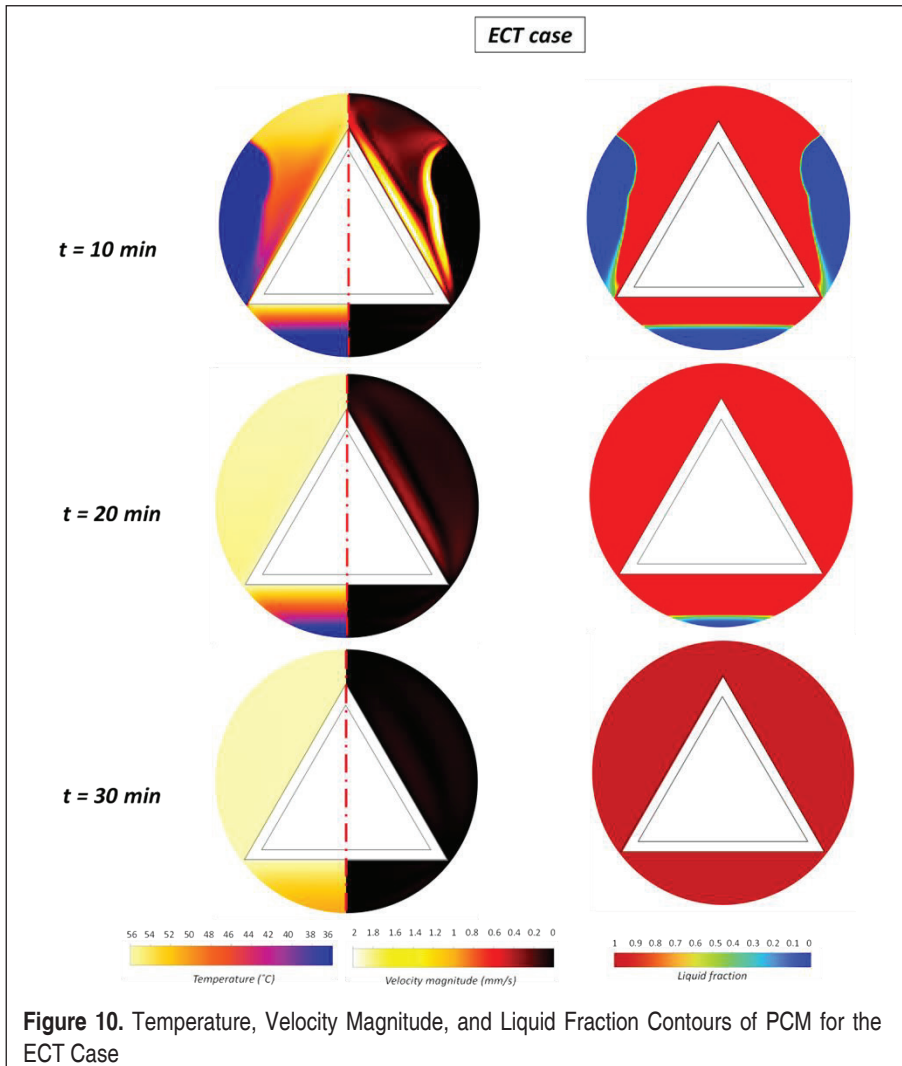 ECT case
t = 10 min
t = 20 min
t = 30 min
56 54 52 50 48 46 44 42 40 38 36
Temperature (˚C)
2 1.8 1.6 1.4 1.2 1 0.8 0.6 0.4 0.2 0
Velocity magnitude (mm/s)
1 0.9 0.8 0.7 0.6 0.5 0.4 0.3 0.2 0.1 0
Liquid fraction
Figure 10. Temperature, Velocity Magnitude, and Liquid Fraction Contours of PCM for the
ECT Case